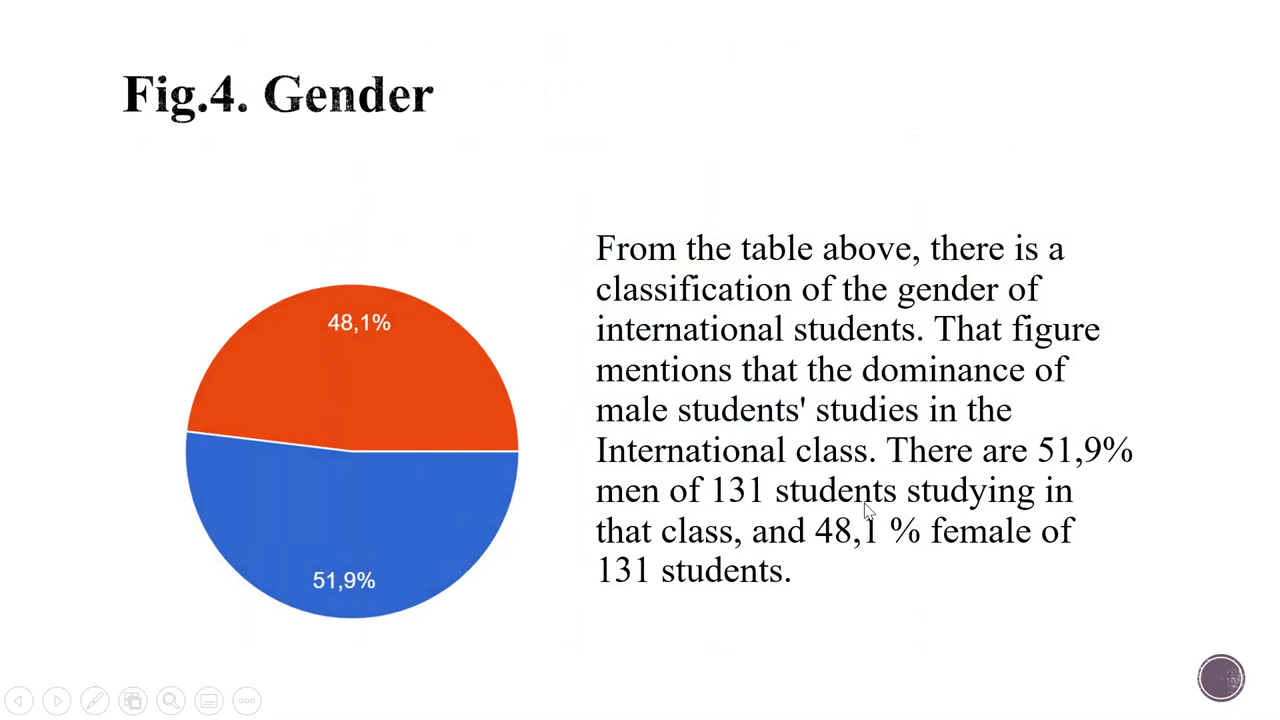 Fig.4. Gender
48,1%
51,9%
From the table above, there is a
classification of the gender of
international students. That figure
mentions that the dominance of
male students' studies in the
International class. There are 51,9%
men of 131 students studying in
that class, and 48,1 % female of
131 students.